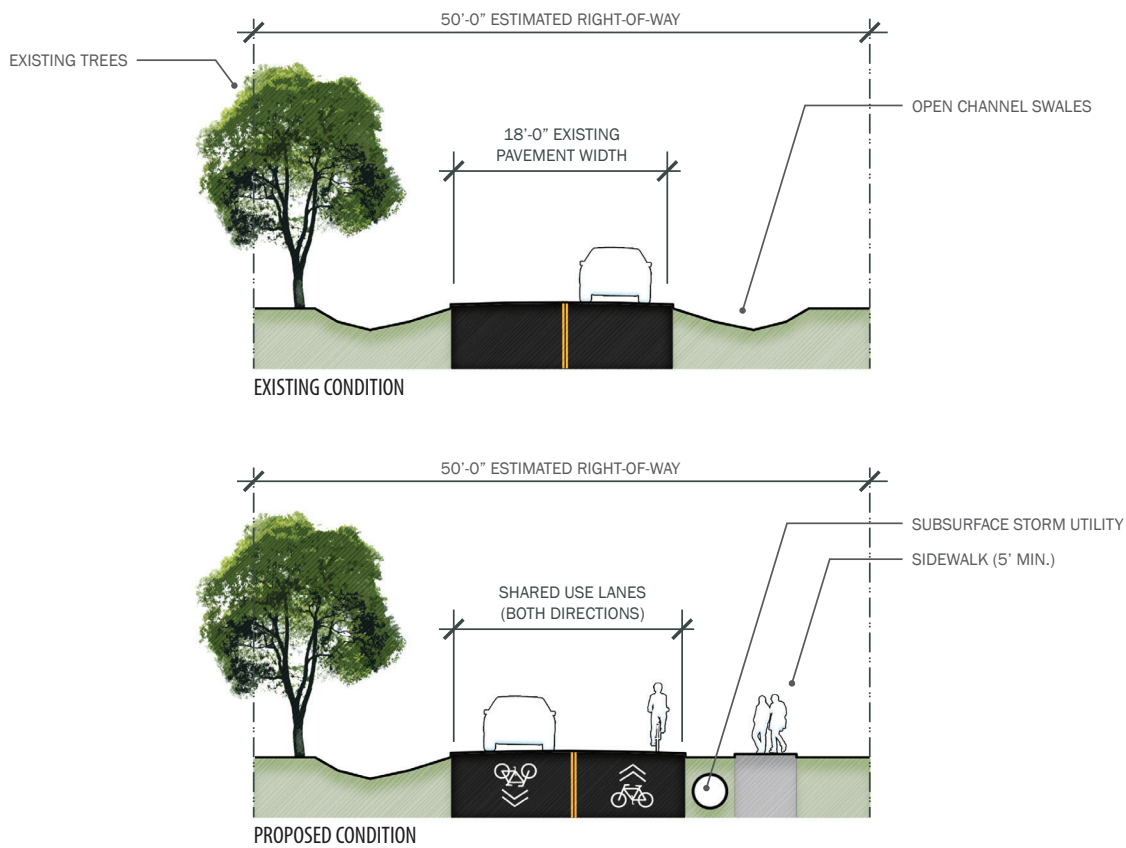 50’-0” ESTIMATED RIGHT-OF-WAY
EXISTING TREES
OPEN CHANNEL SWALES
18’-0” EXISTING
PAVEMENT WIDTH
EXISTING CONDITION
50’-0” ESTIMATED RIGHT-OF-WAY
SUBSURFACE STORM UTILITY
SIDEWALK (5’ MIN.)
SHARED USE LANES
(BOTH DIRECTIONS)
PROPOSED CONDITION